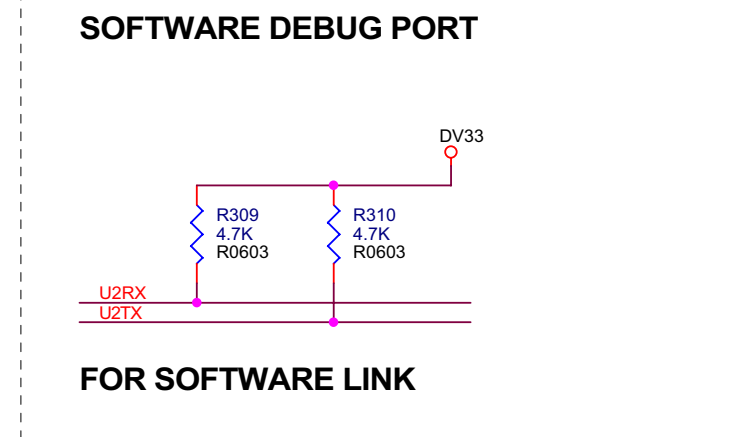 SOFTWARE DEBUG PORT
DV33
R309
4.7K
R0603
R310
4.7K
R0603
U2RX
U2TX
FOR SOFTWARE LINK